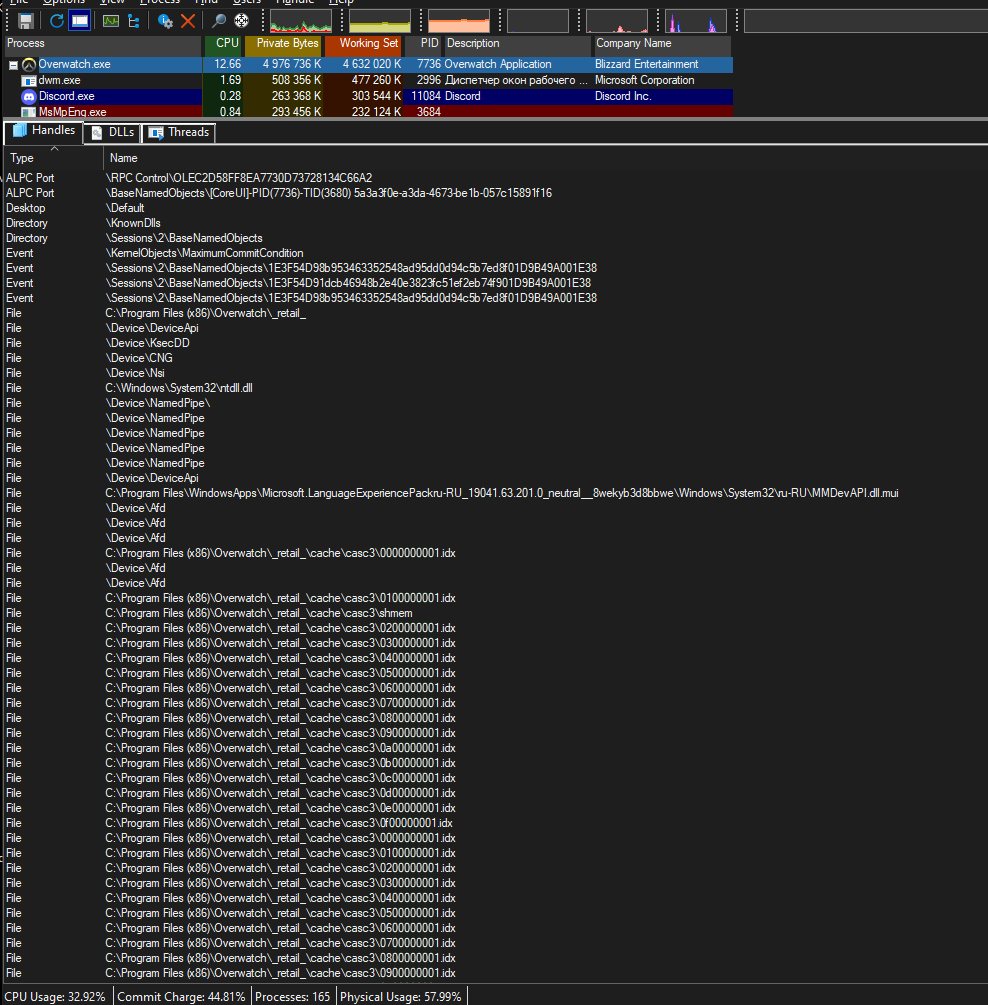 File Options View Process Find Users Handle Help
Process CPU Private Bytes Working Set PID Description Company Name
Overwatch.exe 12.66 4 976 736 K 4 632 020 K 7736 Overwatch Application Blizzard Entertainment
dwm.exe 1.69 508 356 K 477 260 K 2996 Диспетчер окон рабочего ... Microsoft Corporation
Discord.exe 0.28 263 368 K 303 544 K 11084 Discord Discord Inc.
MsMpEng.exe 0.84 293 456 K 232 124 K 3684
Handles DLLs Threads
Type Name
ALPC Port \RPC Control\OLEC2D58FF8EA7730D73728134C66A2
ALPC Port \BaseNamedObjects\[CoreUI]-PID(7736)-TID(3680) 5a3a3f0e-a3da-4673-be1b-057c15891f16
Desktop \Default
Directory \KnownDlls
Directory \Sessions\2\BaseNamedObjects
Event \KernelObjects\MaximumCommitCondition
Event \Sessions\2\BaseNamedObjects\1E3F54D98b953463352548ad95dd0d94c5b7ed8f01D9B49A001E38
Event \Sessions\2\BaseNamedObjects\1E3F54D91dcb46948b2e40e3823fc51ef2eb74f901D9B49A001E38
Event \Sessions\2\BaseNamedObjects\1E3F54D98b953463352548ad95dd0d94c5b7ed8f01D9B49A001E38
File C:\Program Files (x86)\Overwatch\_retail_
File \Device\DeviceApi
File \Device\KsecDD
File \Device\CNG
File \Device\Nsi
File C:\Windows\System32\ntdll.dll
File \Device\NamedPipe\
File \Device\NamedPipe
File \Device\NamedPipe
File \Device\NamedPipe
File \Device\NamedPipe
File \Device\DeviceApi
File C:\Program Files\WindowsApps\Microsoft.LanguageExperiencePackru-RU_19041.63.201.0_neutral__8wekyb3d8bbwe\Windows\System32\ru-RU\MMDevAPI.dll.mui
File \Device\Afd
File \Device\Afd
File \Device\Afd
File C:\Program Files (x86)\Overwatch\_retail_\cache\casc3\0000000001.idx
File \Device\Afd
File \Device\Afd
File C:\Program Files (x86)\Overwatch\_retail_\cache\casc3\0100000001.idx
File C:\Program Files (x86)\Overwatch\_retail_\cache\casc3\shmem
File C:\Program Files (x86)\Overwatch\_retail_\cache\casc3\0200000001.idx
File C:\Program Files (x86)\Overwatch\_retail_\cache\casc3\0300000001.idx
File C:\Program Files (x86)\Overwatch\_retail_\cache\casc3\0400000001.idx
File C:\Program Files (x86)\Overwatch\_retail_\cache\casc3\0500000001.idx
File C:\Program Files (x86)\Overwatch\_retail_\cache\casc3\0600000001.idx
File C:\Program Files (x86)\Overwatch\_retail_\cache\casc3\0700000001.idx
File C:\Program Files (x86)\Overwatch\_retail_\cache\casc3\0800000001.idx
File C:\Program Files (x86)\Overwatch\_retail_\cache\casc3\0900000001.idx
File C:\Program Files (x86)\Overwatch\_retail_\cache\casc3\0a00000001.idx
File C:\Program Files (x86)\Overwatch\_retail_\cache\casc3\0b00000001.idx
File C:\Program Files (x86)\Overwatch\_retail_\cache\casc3\0c00000001.idx
File C:\Program Files (x86)\Overwatch\_retail_\cache\casc3\0d00000001.idx
File C:\Program Files (x86)\Overwatch\_retail_\cache\casc3\0e00000001.idx
File C:\Program Files (x86)\Overwatch\_retail_\cache\casc3\0f00000001.idx
File C:\Program Files (x86)\Overwatch\_retail_\cache\casc3\0000000001.idx
File C:\Program Files (x86)\Overwatch\_retail_\cache\casc3\0100000001.idx
File C:\Program Files (x86)\Overwatch\_retail_\cache\casc3\0200000001.idx
File C:\Program Files (x86)\Overwatch\_retail_\cache\casc3\0300000001.idx
File C:\Program Files (x86)\Overwatch\_retail_\cache\casc3\0400000001.idx
File C:\Program Files (x86)\Overwatch\_retail_\cache\casc3\0500000001.idx
File C:\Program Files (x86)\Overwatch\_retail_\cache\casc3\0600000001.idx
File C:\Program Files (x86)\Overwatch\_retail_\cache\casc3\0700000001.idx
File C:\Program Files (x86)\Overwatch\_retail_\cache\casc3\0800000001.idx
File C:\Program Files (x86)\Overwatch\_retail_\cache\casc3\0900000001.idx
CPU Usage: 32.92% Commit Charge: 44.81% Processes: 165 Physical Usage: 57.99%